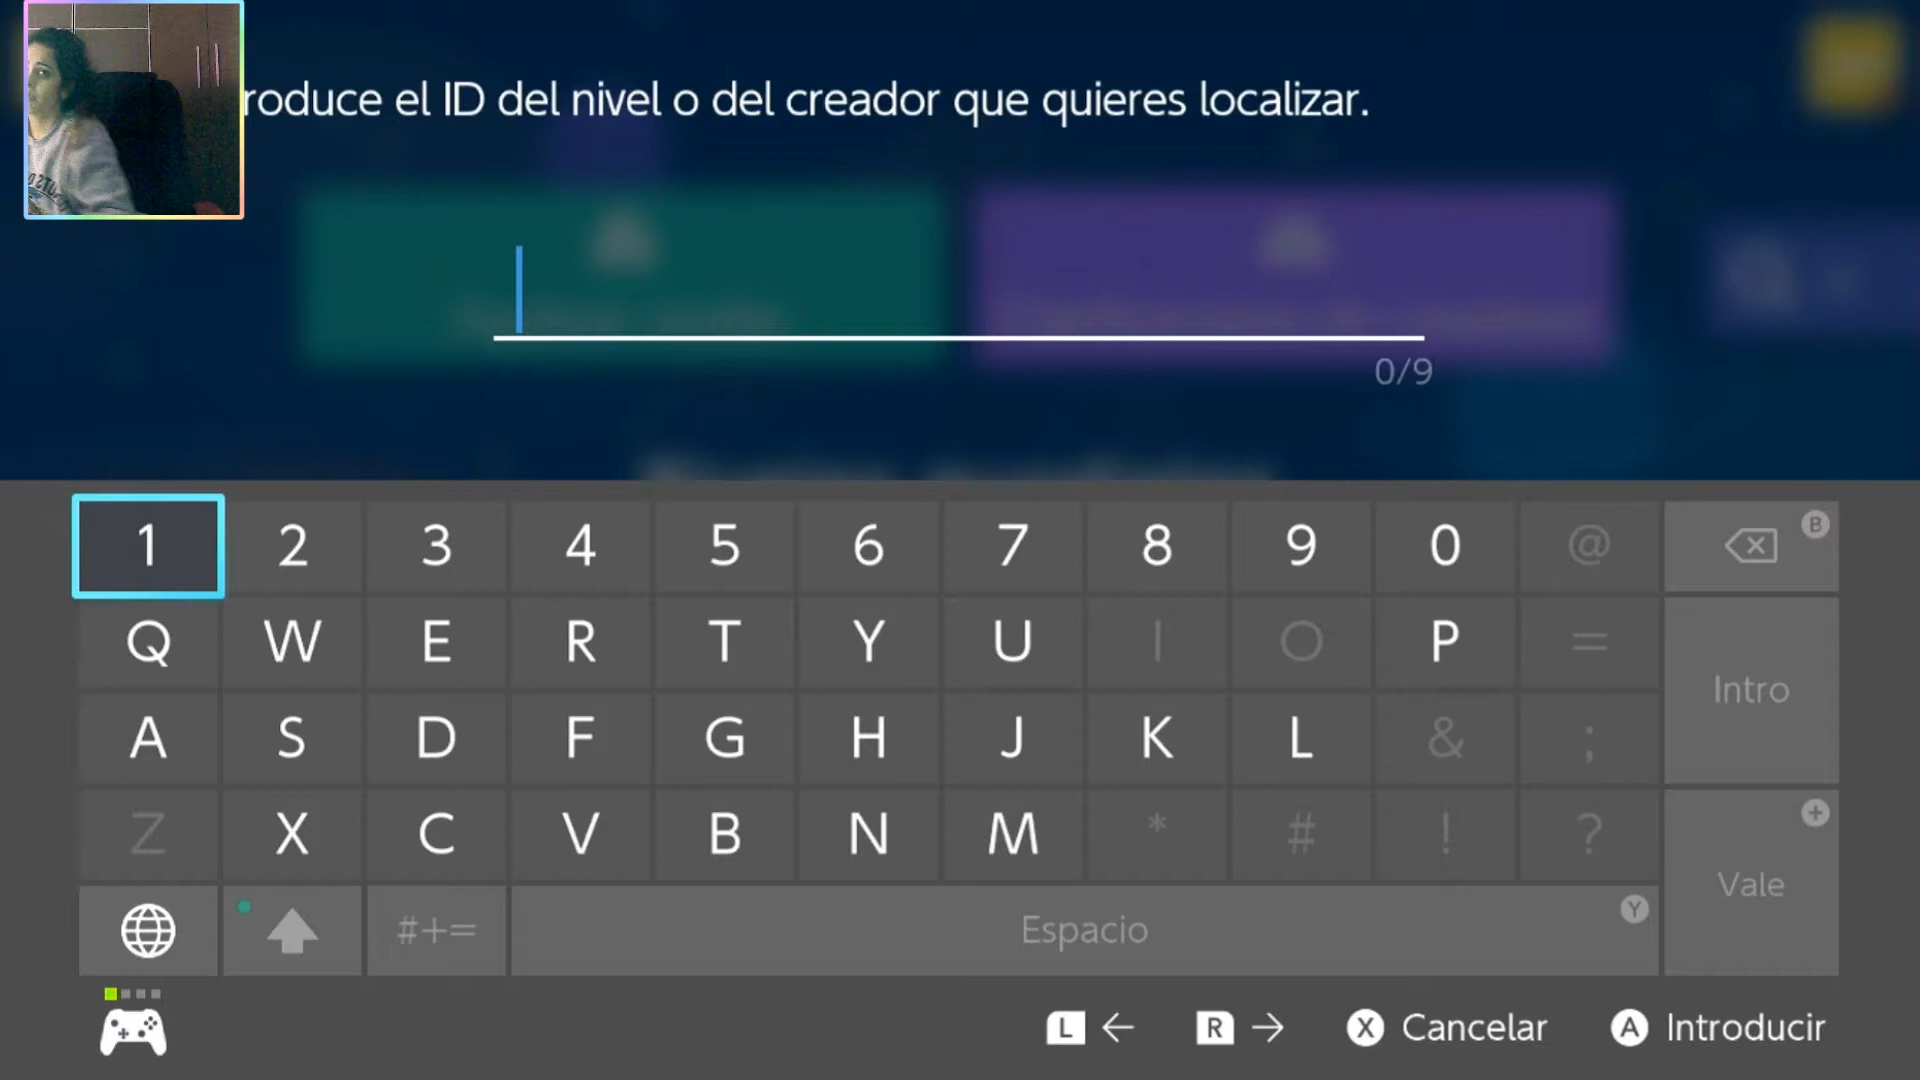 roduce el ID del nivel o del creador que quieres localizar.
0/9
1 2 3 4 5 6 7 8 9 0 @ B
Q W E R T Y U I O P =
Intro
A S D F G H J K L & ;
Z X C V B N M * # ! ? +
Vale
#+= Espacio Y
L ← R → X Cancelar A Introducir